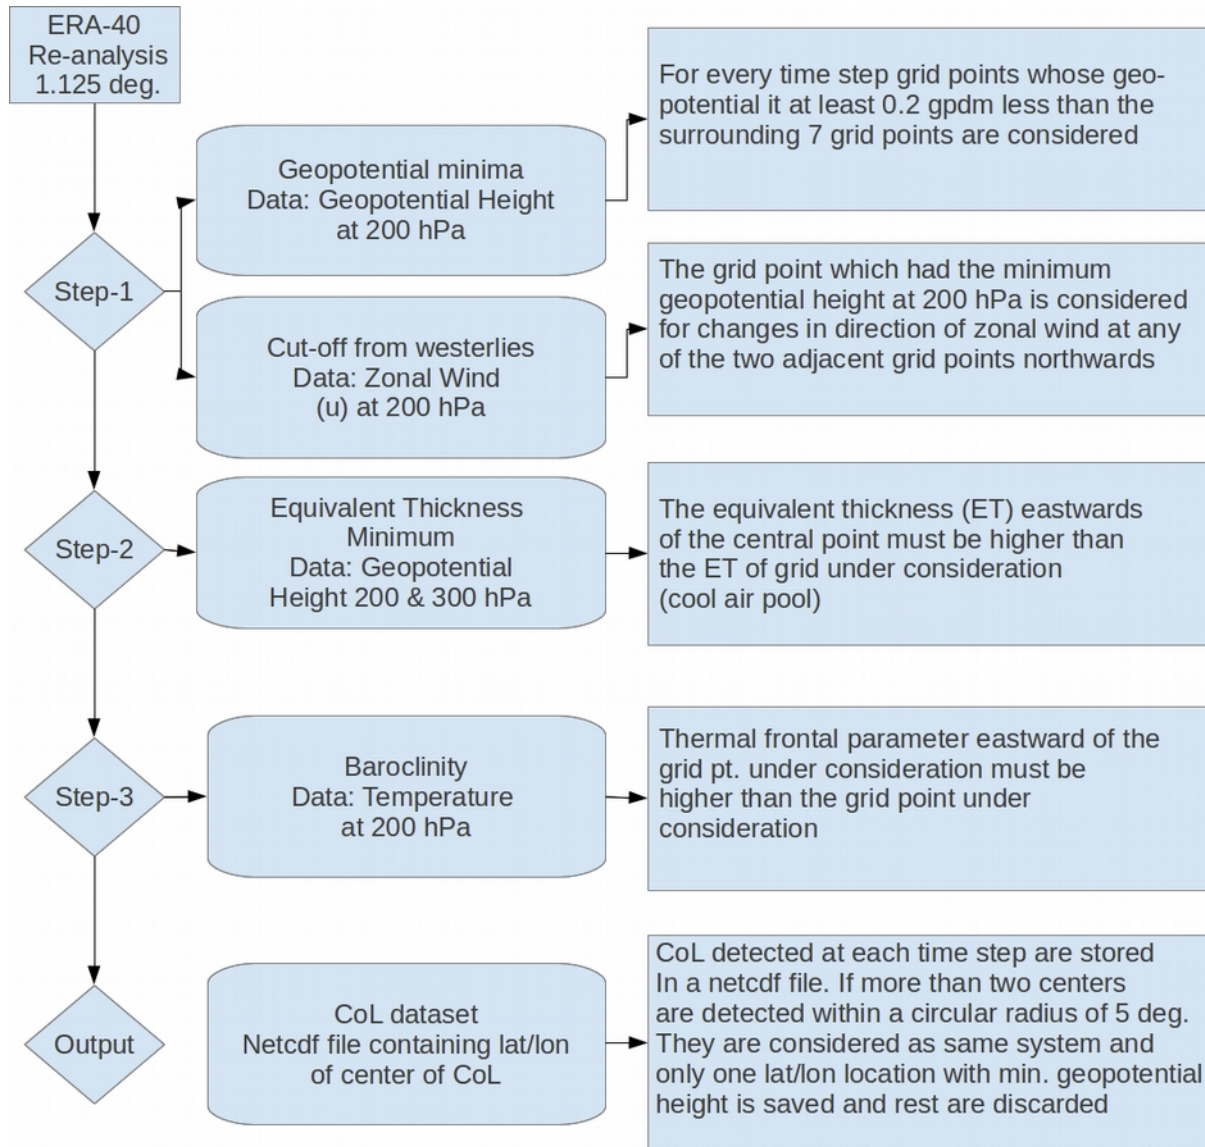 ERA-40
Re-analysis
1.125 deg.
Step-1
Geopotential minima
Data: Geopotential Height
at 200 hPa
For every time step grid points whose geo-
potential it at least 0.2 gpdm less than the
surrounding 7 grid points are considered
Cut-off from westerlies
Data: Zonal Wind
(u) at 200 hPa
The grid point which had the minimum
geopotential height at 200 hPa is considered
for changes in direction of zonal wind at any
of the two adjacent grid points northwards
Step-2
Equivalent Thickness
Minimum
Data: Geopotential
Height 200 & 300 hPa
The equivalent thickness (ET) eastwards
of the central point must be higher than
the ET of grid under consideration
(cool air pool)
Step-3
Baroclinity
Data: Temperature
at 200 hPa
Thermal frontal parameter eastward of the
grid pt. under consideration must be
higher than the grid point under
consideration
Output
CoL dataset
Netcdf file containing lat/lon
of center of CoL
CoL detected at each time step are stored
In a netcdf file. If more than two centers
are detected within a circular radius of 5 deg.
They are considered as same system and
only one lat/lon location with min. geopotential
height is saved and rest are discarded